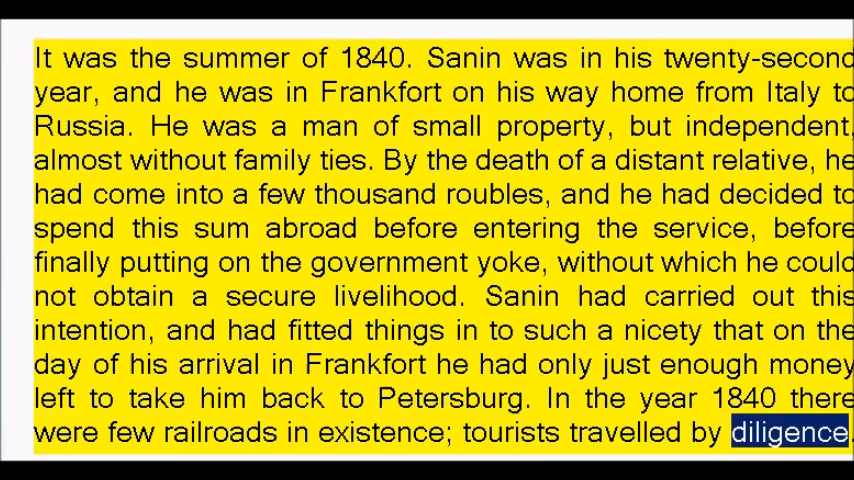 It was the summer of 1840. Sanin was in his twenty-second
year, and he was in Frankfort on his way home from Italy to
Russia. He was a man of small property, but independent,
almost without family ties. By the death of a distant relative, he
had come into a few thousand roubles, and he had decided to
spend this sum abroad before entering the service, before
finally putting on the government yoke, without which he could
not obtain a secure livelihood. Sanin had carried out this
intention, and had fitted things in to such a nicety that on the
day of his arrival in Frankfort he had only just enough money
left to take him back to Petersburg. In the year 1840 there
were few railroads in existence; tourists travelled by diligence.